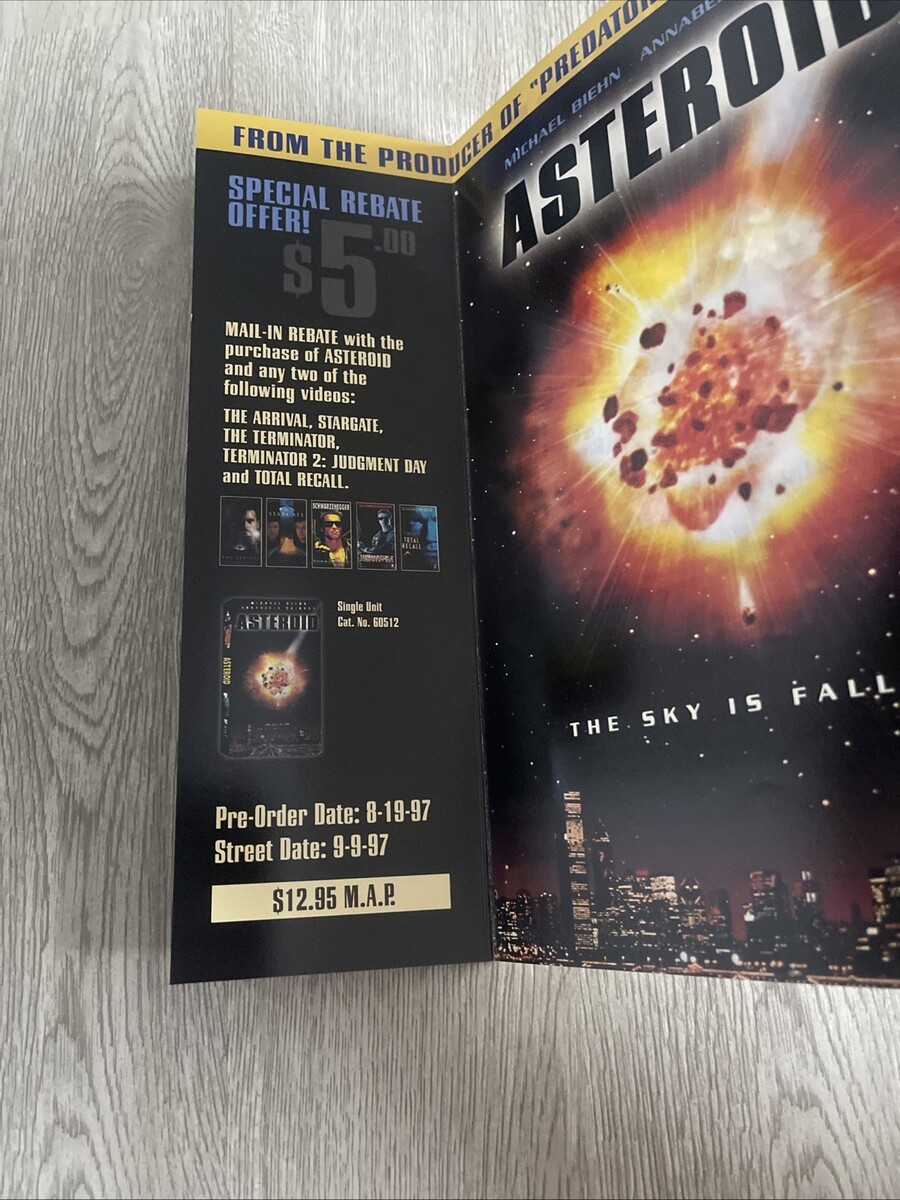 FROM THE PRODUCER OF "PREDATOR
SPECIAL REBATE
OFFER!
$5.00
MAIL-IN REBATE with the
purchase of ASTEROID
and any two of the
following videos:
THE ARRIVAL, STARGATE,
THE TERMINATOR,
TERMINATOR 2: JUDGMENT DAY
and TOTAL RECALL.
STARGATE
SCHWARZENEGGER
TOTAL
RECALL
ASTEROID
ASTEROID
Single Unit
Cat. No. 60512
Pre-Order Date: 8-19-97
Street Date: 9-9-97
$12.95 M.A.P.
MICHAEL BIEHN ANNABE
ASTEROID
THE SKY IS FALL